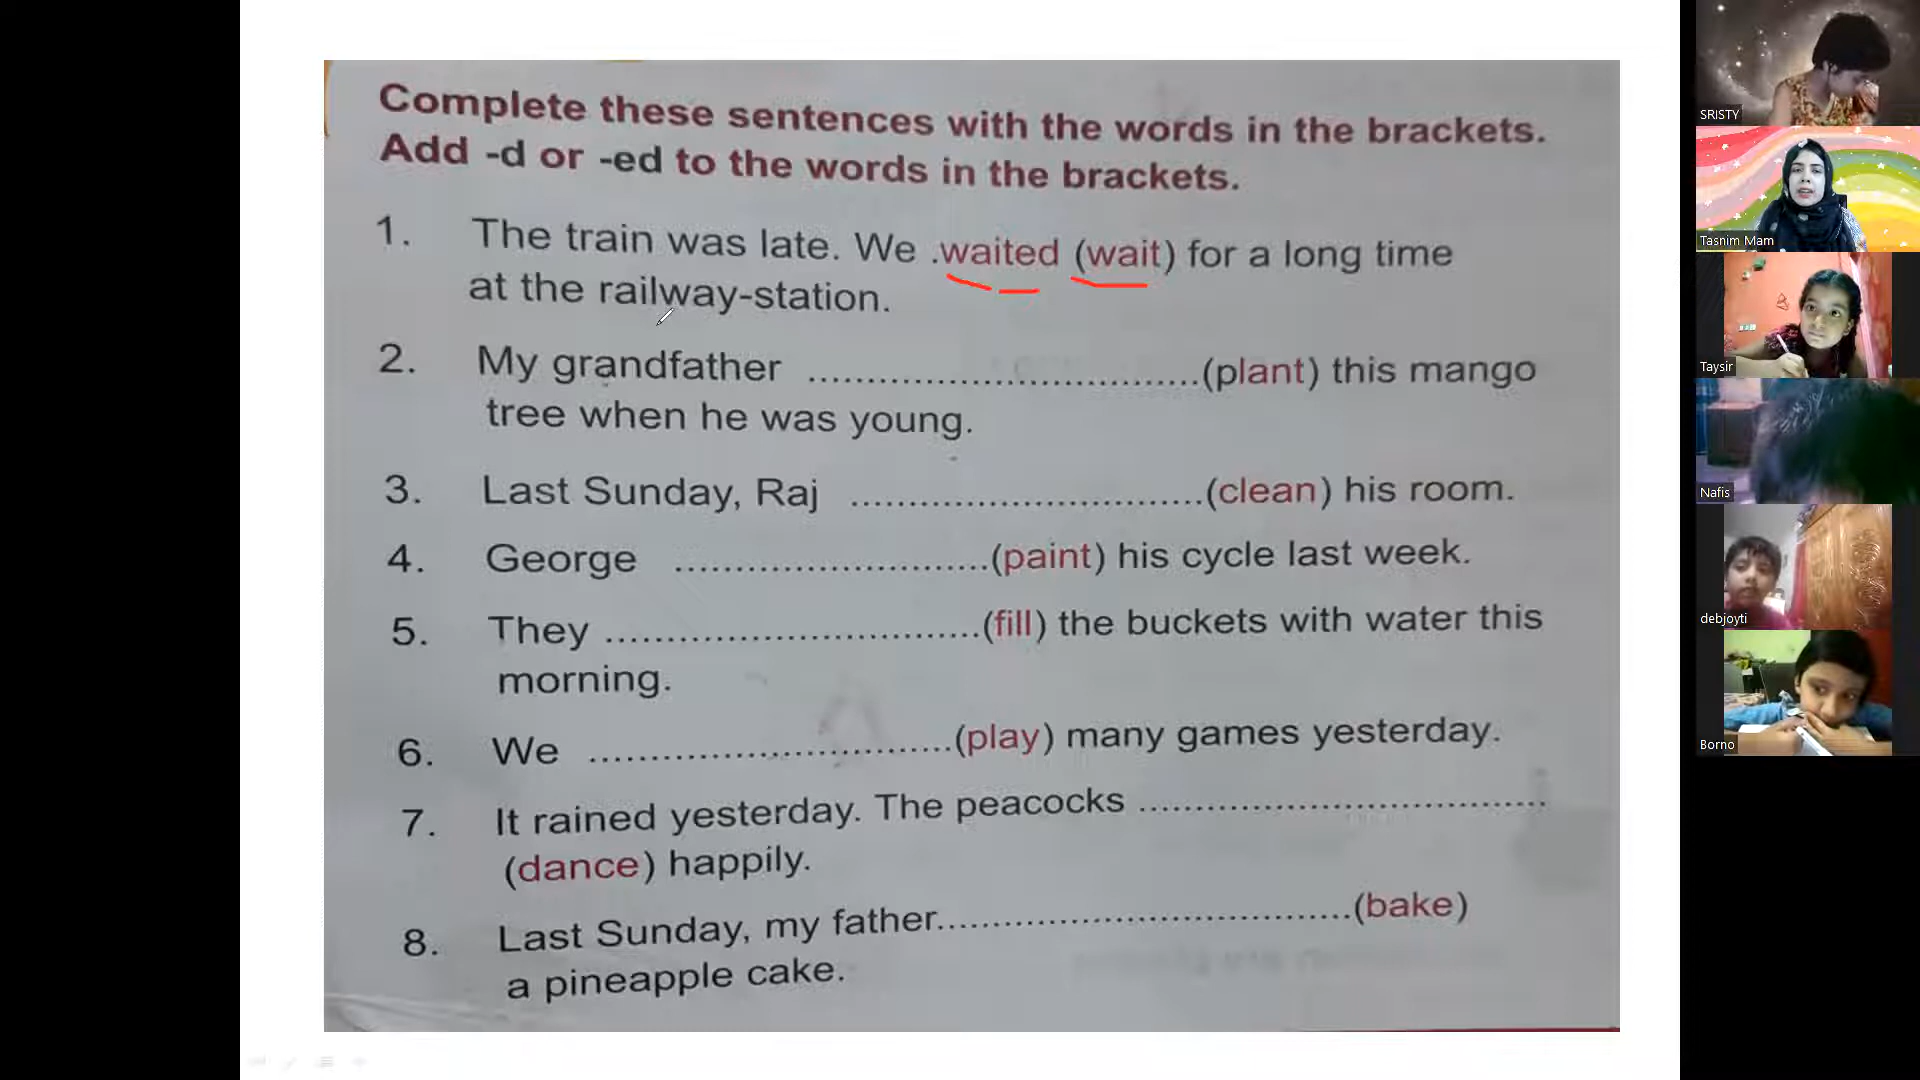 Complete these sentences with the words in the brackets.
Add -d or -ed to the words in the brackets.
1. The train was late. We .waited (wait) for a long time
at the railway-station.
2. My grandfather ........................................(plant) this mango
tree when he was young.
3. Last Sunday, Raj ....................................(clean) his room.
4. George ................................(paint) his cycle last week.
5. They ......................................(fill) the buckets with water this
morning.
6. We .....................................(play) many games yesterday.
7. It rained yesterday. The peacocks .........................................
(dance) happily.
8. Last Sunday, my father..........................................(bake)
a pineapple cake.
SRISTY
Tasnim Mam
Taysir
Nafis
debjoyti
Borno